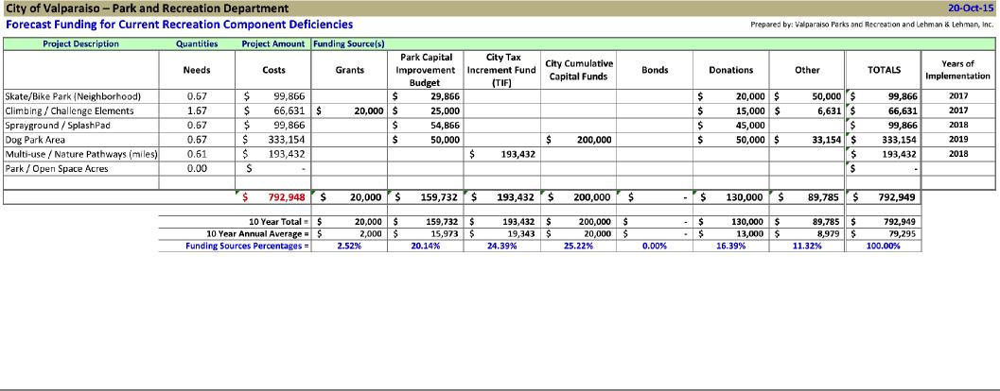 City of Valparaiso – Park and Recreation Department 20-Oct-15
Forecast Funding for Current Recreation Component Deficiencies Prepared by: Valparaiso Parks and Recreation and Lehman & Lehman, Inc.
Project Description Quantities Project Amount Funding Source(s)
Needs Costs Grants Park Capital Improvement Budget City Tax Increment Fund (TIF) City Cumulative Capital Funds Bonds Donations Other TOTALS Years of Implementation
Skate/Bike Park (Neighborhood) 0.67 $ 99,866 $ 29,866 $ 20,000 $ 50,000 $ 99,866 2017
Climbing / Challenge Elements 1.67 $ 66,631 $ 20,000 $ 25,000 $ 15,000 $ 6,631 $ 66,631 2017
Sprayground / SplashPad 0.67 $ 99,866 $ 54,866 $ 45,000 $ 99,866 2018
Dog Park Area 0.67 $ 333,154 $ 50,000 $ 200,000 $ 50,000 $ 33,154 $ 333,154 2019
Multi-use / Nature Pathways (miles) 0.61 $ 193,432 $ 193,432 $ 193,432 2018
Park / Open Space Acres 0.00 $ - $ -
$ 792,948 $ 20,000 $ 159,732 $ 193,432 $ 200,000 $ - $ 130,000 $ 89,785 $ 792,949
10 Year Total = $ 20,000 $ 159,732 $ 193,432 $ 200,000 $ - $ 130,000 $ 89,785 $ 792,949
10 Year Annual Average = $ 2,000 $ 15,973 $ 19,343 $ 20,000 $ - $ 13,000 $ 8,979 $ 79,295
Funding Sources Percentages = 2.52% 20.14% 24.39% 25.22% 0.00% 16.39% 11.32% 100.00%